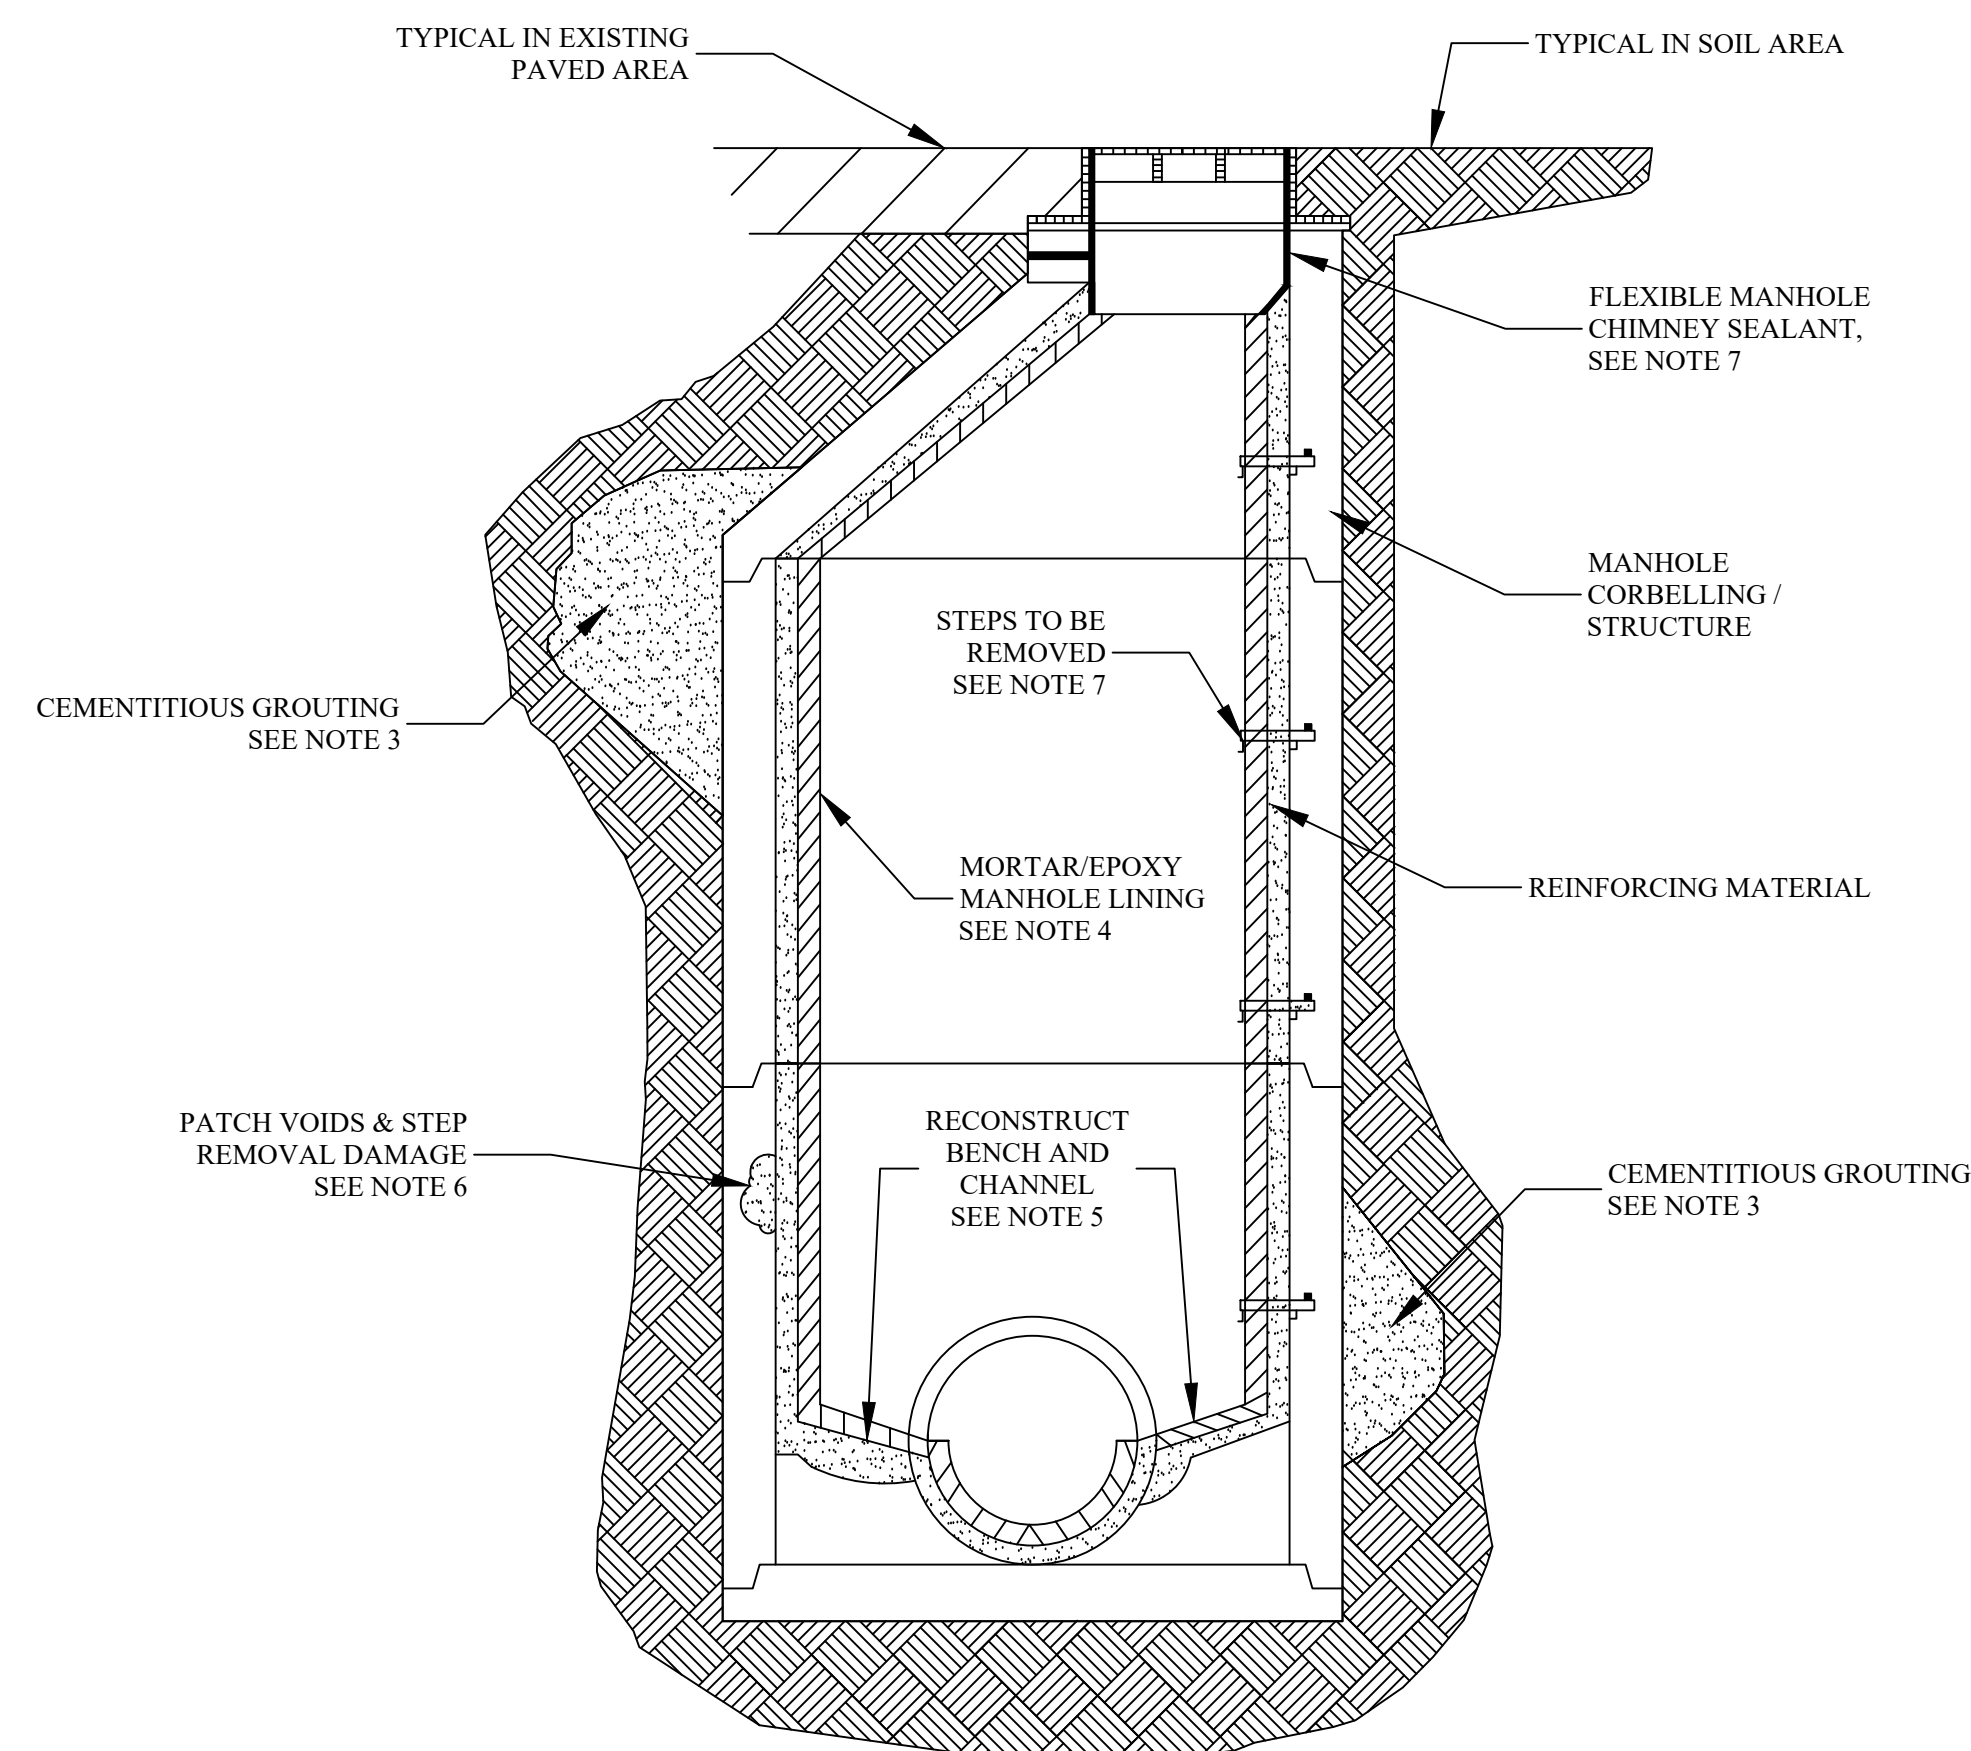 TYPICAL IN EXISTING
PAVED AREA
TYPICAL IN SOIL AREA
FLEXIBLE MANHOLE
CHIMNEY SEALANT,
SEE NOTE 7
MANHOLE
CORBELLING /
STRUCTURE
STEPS TO BE
REMOVED
SEE NOTE 7
CEMENTITIOUS GROUTING
SEE NOTE 3
MORTAR/EPOXY
MANHOLE LINING
SEE NOTE 4
REINFORCING MATERIAL
PATCH VOIDS & STEP
REMOVAL DAMAGE
SEE NOTE 6
RECONSTRUCT
BENCH AND
CHANNEL
SEE NOTE 5
CEMENTITIOUS GROUTING
SEE NOTE 3